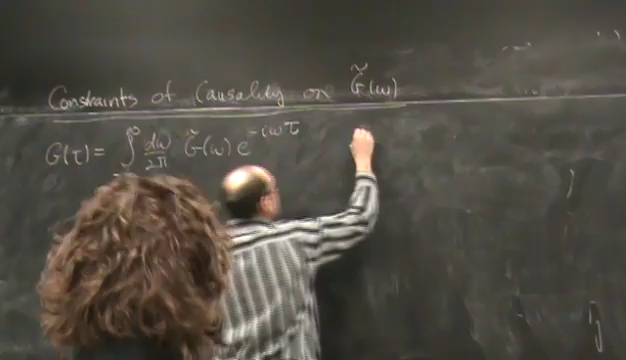 Constraints of Causality on G̃(ω)
G(τ) = ∫^∞ dω/2π G̃(ω) e^{-iωτ}